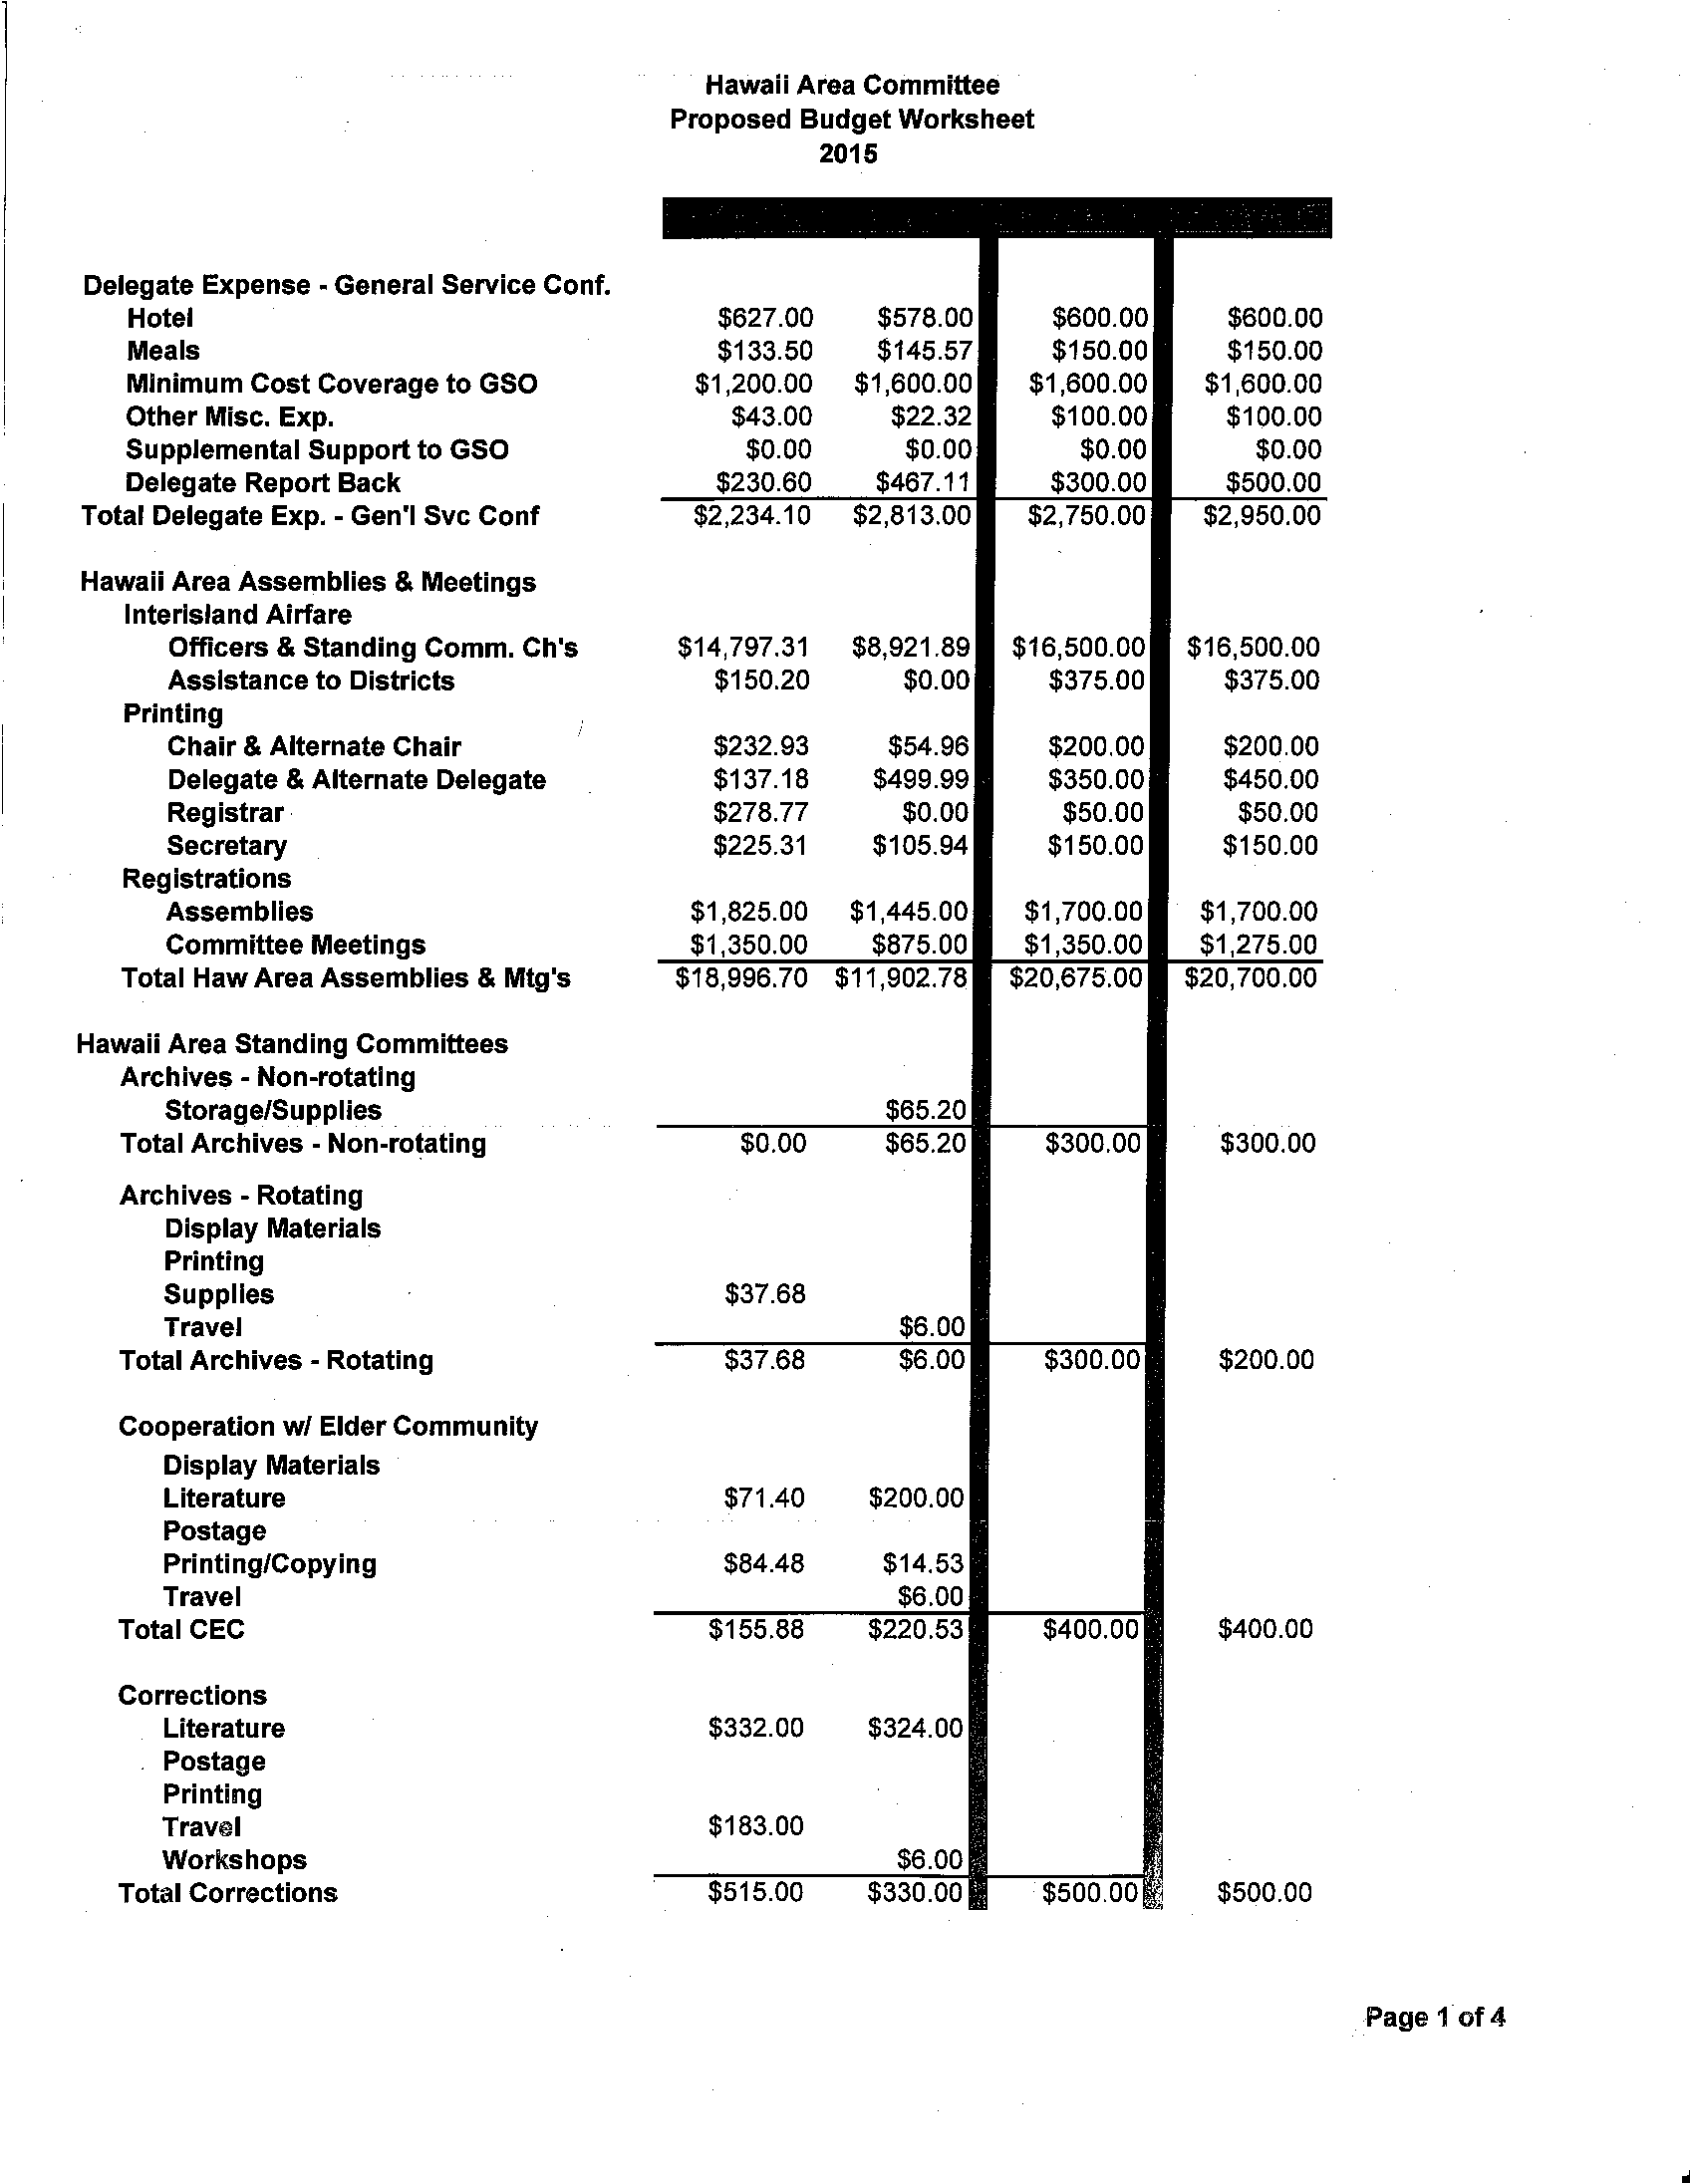 Hawaii Area Committee
Proposed Budget Worksheet
2015
Delegate Expense - General Service Conf.
Hotel $627.00 $578.00 $600.00 $600.00
Meals $133.50 $145.57 $150.00 $150.00
Minimum Cost Coverage to GSO $1,200.00 $1,600.00 $1,600.00 $1,600.00
Other Misc. Exp. $43.00 $22.32 $100.00 $100.00
Supplemental Support to GSO $0.00 $0.00 $0.00 $0.00
Delegate Report Back $230.60 $467.11 $300.00 $500.00
Total Delegate Exp. - Gen'l Svc Conf $2,234.10 $2,813.00 $2,750.00 $2,950.00
Hawaii Area Assemblies & Meetings
Interisland Airfare
Officers & Standing Comm. Ch's $14,797.31 $8,921.89 $16,500.00 $16,500.00
Assistance to Districts $150.20 $0.00 $375.00 $375.00
Printing
Chair & Alternate Chair $232.93 $54.96 $200.00 $200.00
Delegate & Alternate Delegate $137.18 $499.99 $350.00 $450.00
Registrar $278.77 $0.00 $50.00 $50.00
Secretary $225.31 $105.94 $150.00 $150.00
Registrations
Assemblies $1,825.00 $1,445.00 $1,700.00 $1,700.00
Committee Meetings $1,350.00 $875.00 $1,350.00 $1,275.00
Total Haw Area Assemblies & Mtg's $18,996.70 $11,902.78 $20,675.00 $20,700.00
Hawaii Area Standing Committees
Archives - Non-rotating
Storage/Supplies $65.20
Total Archives - Non-rotating $0.00 $65.20 $300.00 $300.00
Archives - Rotating
Display Materials
Printing
Supplies $37.68
Travel $6.00
Total Archives - Rotating $37.68 $6.00 $300.00 $200.00
Cooperation w/ Elder Community
Display Materials
Literature $71.40 $200.00
Postage
Printing/Copying $84.48 $14.53
Travel $6.00
Total CEC $155.88 $220.53 $400.00 $400.00
Corrections
Literature $332.00 $324.00
Postage
Printing
Travel $183.00
Workshops $6.00
Total Corrections $515.00 $330.00 $500.00 $500.00
Page 1 of 4